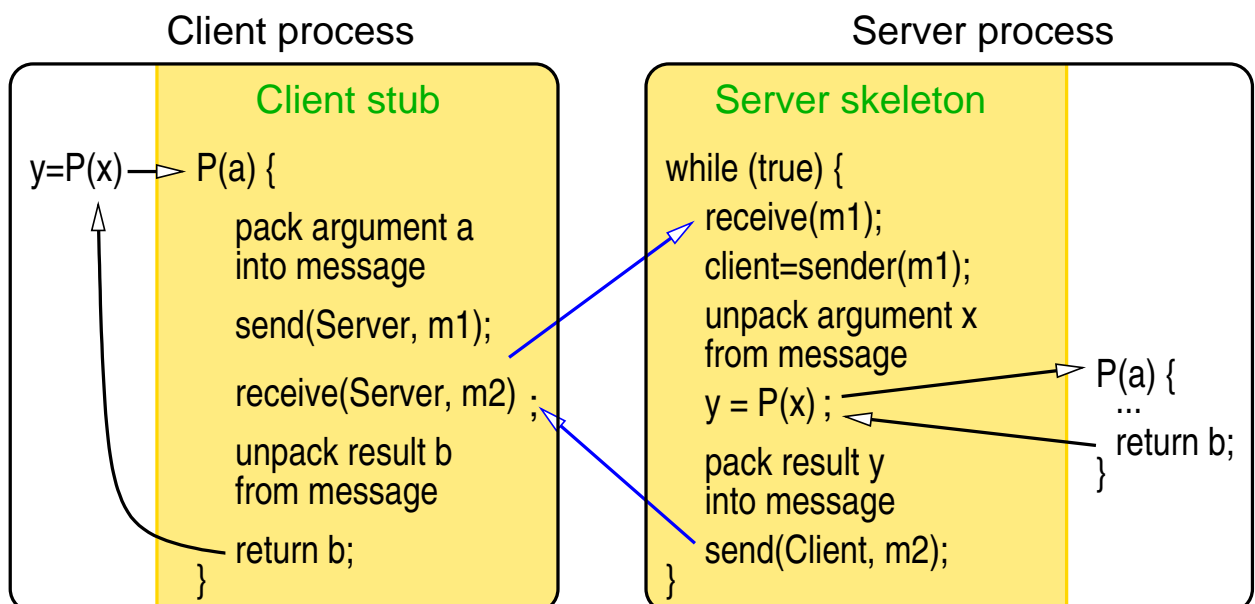 Client process
Client stub
y=P(x)
P(a) {
pack argument a
into message
send(Server, m1);
receive(Server, m2) ;
unpack result b
from message
return b;
}
Server process
Server skeleton
while (true) {
receive(m1);
client=sender(m1);
unpack argument x
from message
y = P(x) ;
pack result y
into message
send(Client, m2);
}
P(a) {
...
return b;
}